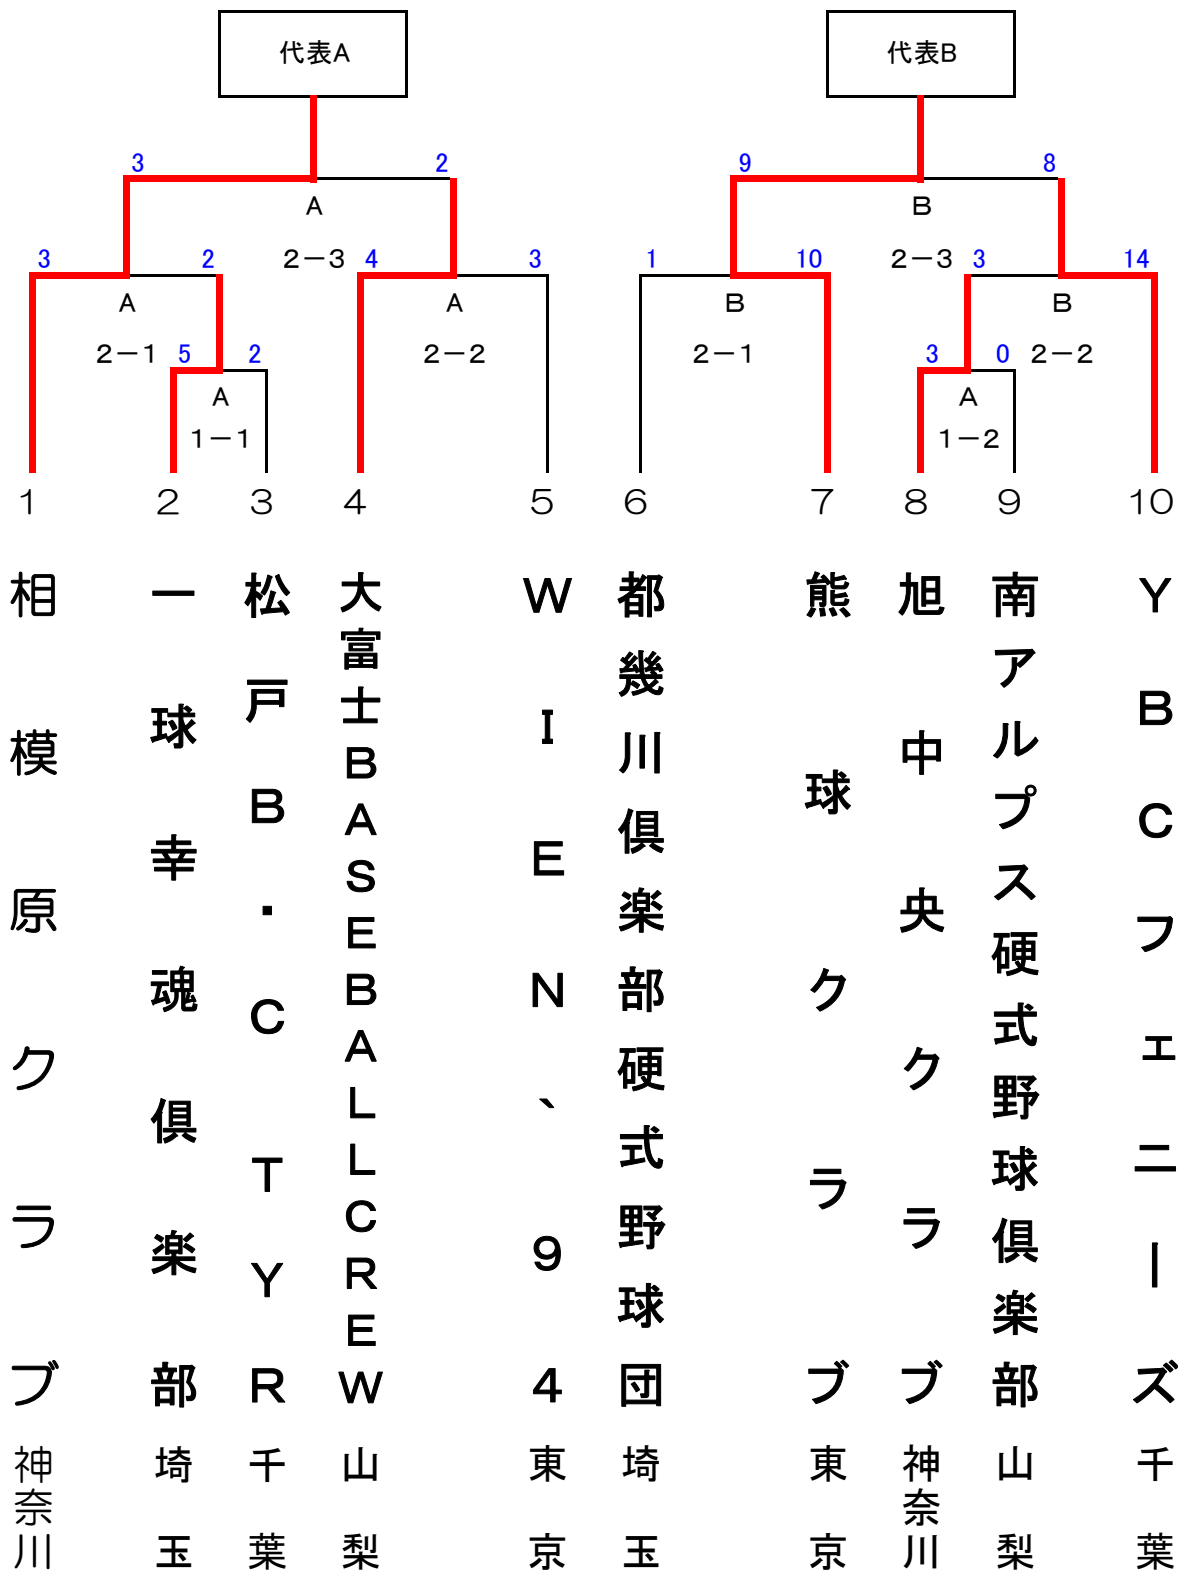 代表A
代表B
3
2
9
8
A
B
3
2
2－3
4
3
1
10
2－3
3
14
A
A
B
B
2－1
5
2
2－2
2－1
3
0
2－2
A
A
1－1
1－2
1
2
3
4
5
6
7
8
9
10
相模原クラブ
神奈川
一球幸魂倶楽部
埼玉
松戸B・CTYR
千葉
大富士BASEBALLCREW
山梨
WIEN、94
東京
都幾川倶楽部硬式野球団
埼玉
熊球クラブ
東京
旭中央クラブ
神奈川
南アルプス硬式野球倶楽部
山梨
YBCフェニーズ
千葉